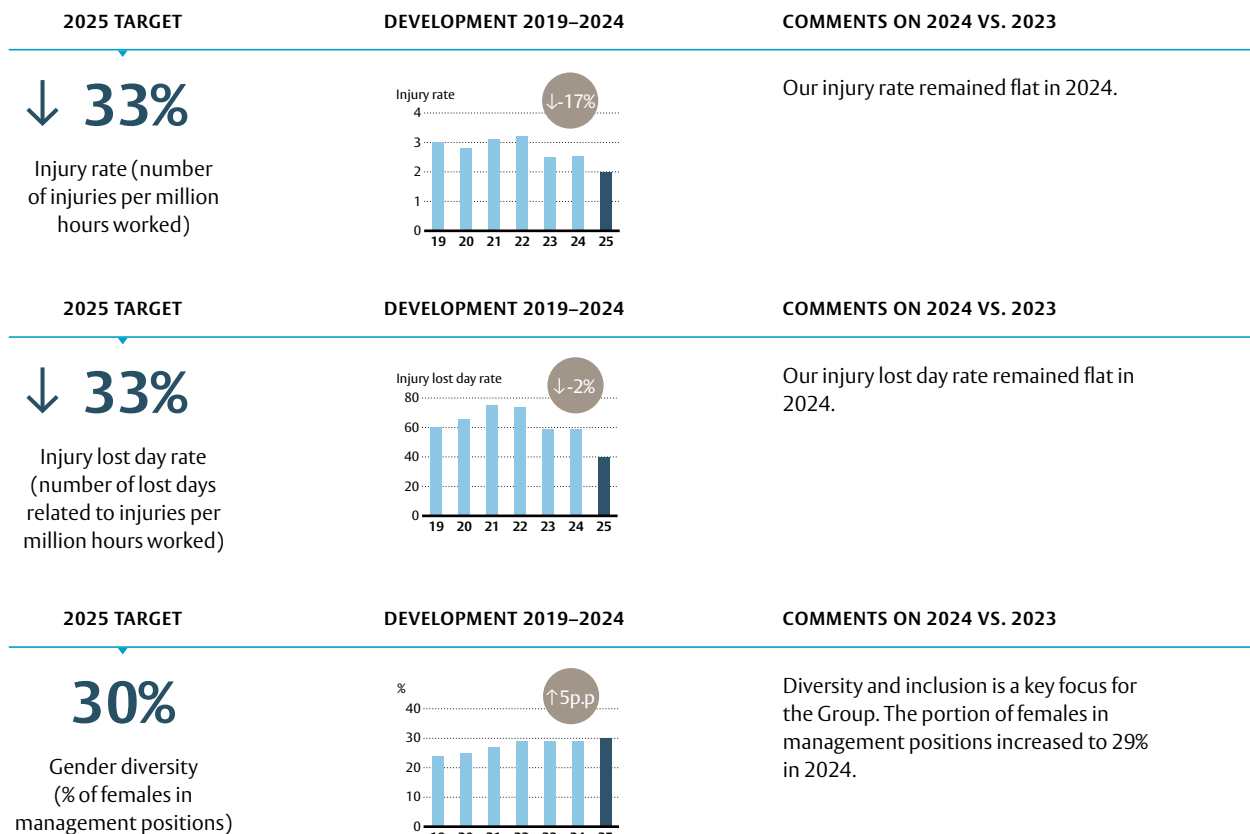 2025 TARGET
DEVELOPMENT 2019–2024
COMMENTS ON 2024 VS. 2023
↓ 33%
Injury rate (number
of injuries per million
hours worked)
Injury rate
↓-17%
4
3
2
1
0
19 20 21 22 23 24 25
Our injury rate remained flat in 2024.
2025 TARGET
DEVELOPMENT 2019–2024
COMMENTS ON 2024 VS. 2023
↓ 33%
Injury lost day rate
(number of lost days
related to injuries per
million hours worked)
Injury lost day rate
↓-2%
80
60
40
20
0
19 20 21 22 23 24 25
Our injury lost day rate remained flat in
2024.
2025 TARGET
DEVELOPMENT 2019–2024
COMMENTS ON 2024 VS. 2023
30%
Gender diversity
(% of females in
management positions)
%
↑5p.p
40
30
20
10
0
Diversity and inclusion is a key focus for
the Group. The portion of females in
management positions increased to 29%
in 2024.